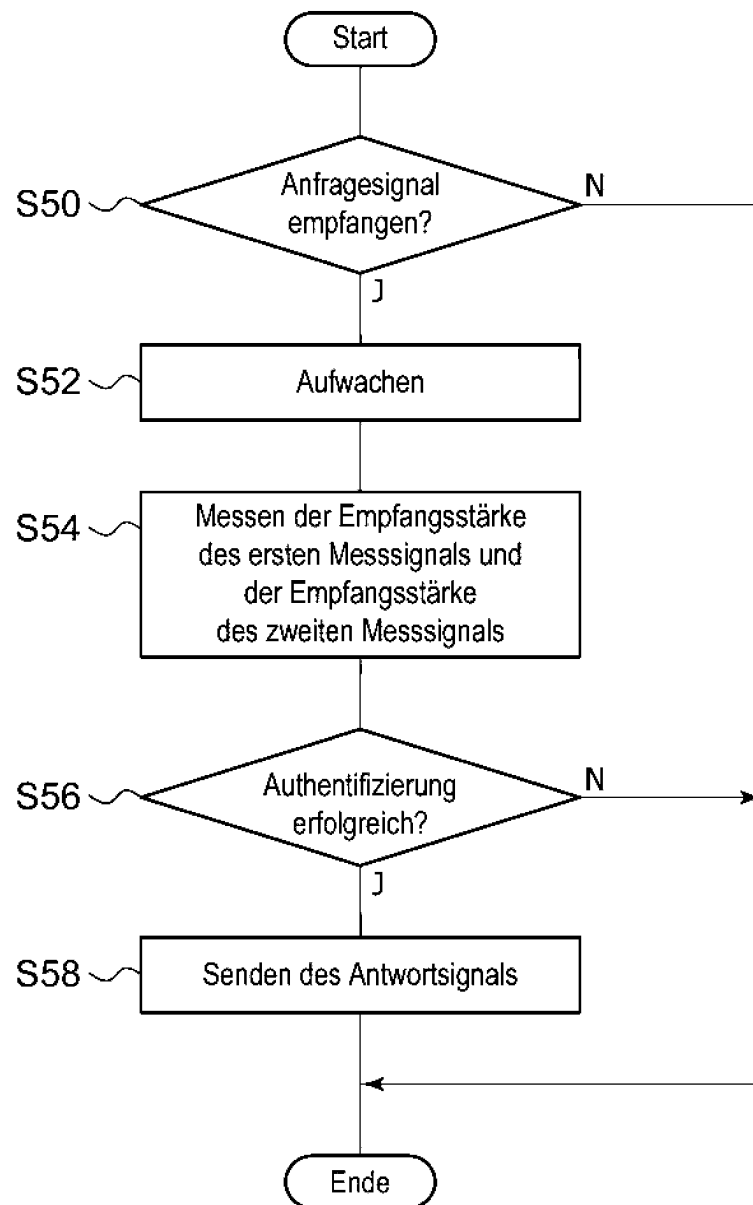 Start
S50
Anfragesignal
empfangen?
N
J
S52
Aufwachen
S54
Messen der Empfangsstärke
des ersten Messsignals und
der Empfangsstärke
des zweiten Messsignals
S56
Authentifizierung
erfolgreich?
N
J
S58
Senden des Antwortsignals
Ende